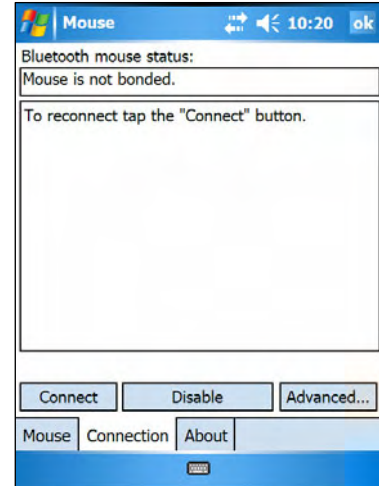 Mouse 10:20 ok
Bluetooth mouse status:
Mouse is not bonded.
To reconnect tap the "Connect" button.
Connect Disable Advanced...
Mouse Connection About